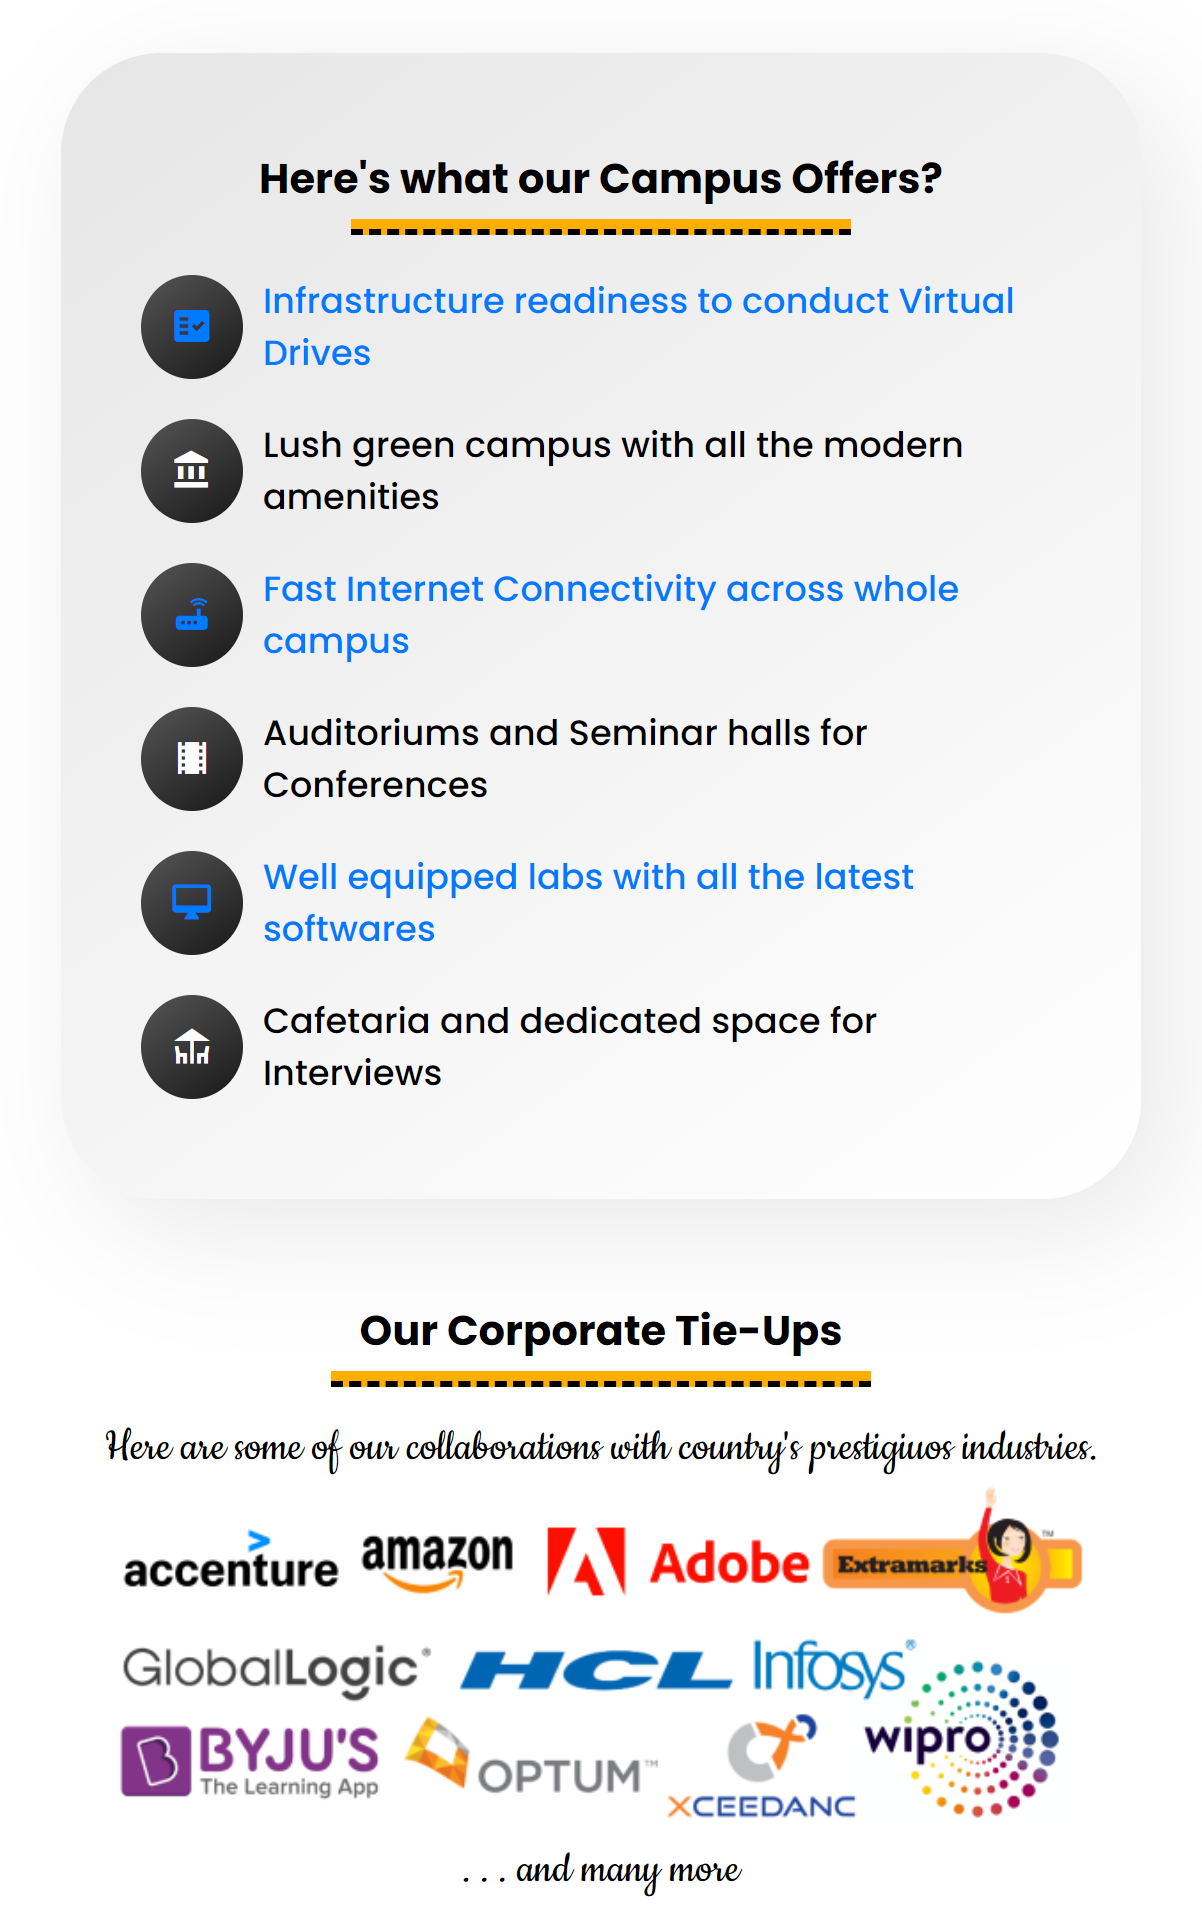 Here's what our Campus Offers?
Infrastructure readiness to conduct Virtual
Drives
Lush green campus with all the modern
amenities
Fast Internet Connectivity across whole
campus
Auditoriums and Seminar halls for
Conferences
Well equipped labs with all the latest
softwares
Cafetaria and dedicated space for
Interviews
Our Corporate Tie-Ups
Here are some of our collaborations with country's prestigiuos industries.
accenture amazon Adobe Extramarks™
GlobalLogic® HCL Infosys®
BYJU'S
The Learning App
OPTUM™
XCEEDANC
wipro
. . . and many more